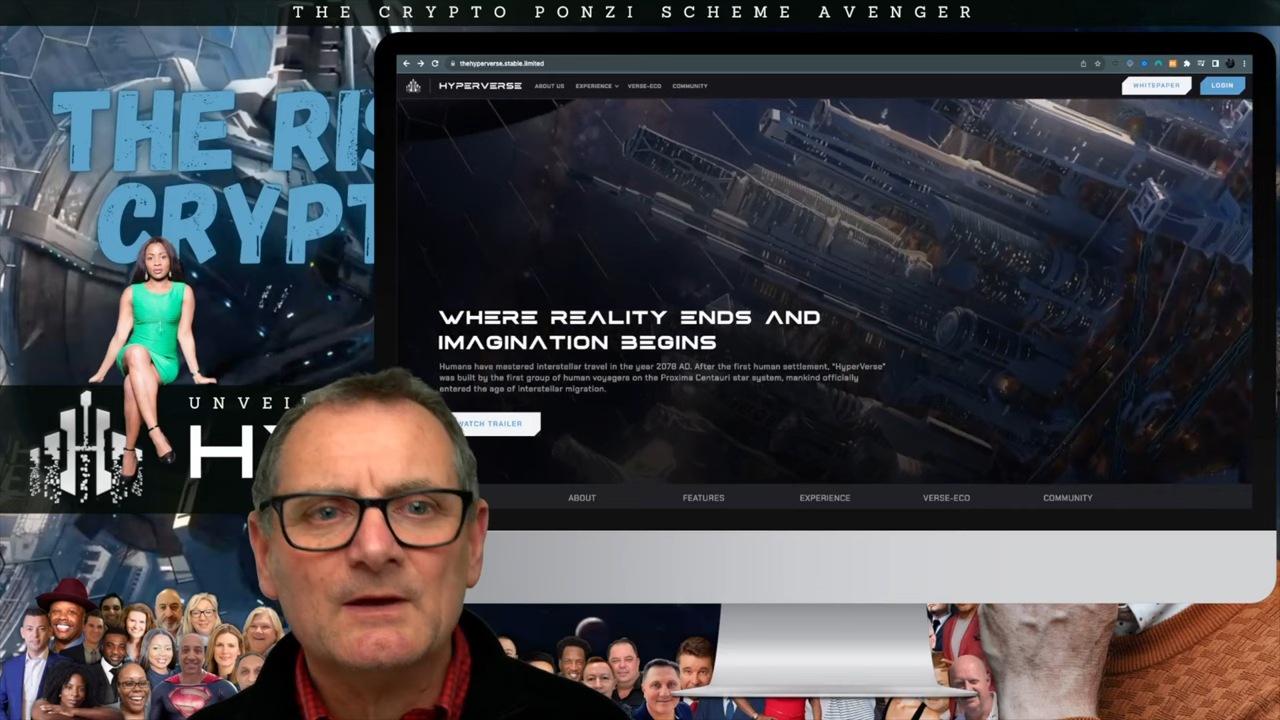 THE CRYPTO PONZI SCHEME AVENGER
THE RIS
CRYPT
UNVEI
HY
thehyperverse.stable.limited
HYPERVERSE
ABOUT US
EXPERIENCE
VERSE-ECO
COMMUNITY
WHITEPAPER
LOGIN
WHERE REALITY ENDS AND
IMAGINATION BEGINS
Humans have mastered interstellar travel in the year 2078 AD. After the first human settlement, "HyperVerse"
was built by the first group of human voyagers on the Proxima Centauri star system, mankind officially
entered the age of interstellar migration.
WATCH TRAILER
ABOUT
FEATURES
EXPERIENCE
VERSE-ECO
COMMUNITY